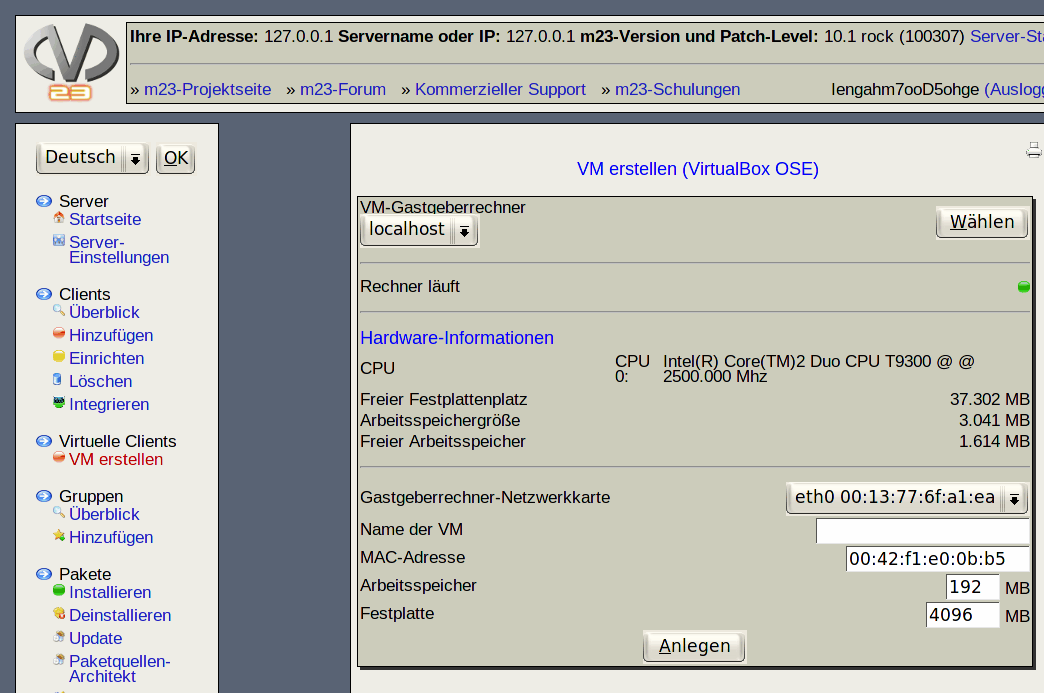 Ihre IP-Adresse: 127.0.0.1 Servername oder IP: 127.0.0.1 m23-Version und Patch-Level: 10.1 rock (100307) Server-Sta
» m23-Projektseite » m23-Forum » Kommerzieller Support » m23-Schulungen lengahm7ooD5ohge (Auslogg
23
Deutsch OK
Server
Startseite
Server-
Einstellungen
Clients
Überblick
Hinzufügen
Einrichten
Löschen
Integrieren
Virtuelle Clients
VM erstellen
Gruppen
Überblick
Hinzufügen
Pakete
Installieren
Deinstallieren
Update
Paketquellen-
Architekt
VM erstellen (VirtualBox OSE)
VM-Gastgeberrechner
localhost Wählen
Rechner läuft
Hardware-Informationen
CPU CPU 0: Intel(R) Core(TM)2 Duo CPU T9300 @ @
2500.000 Mhz
Freier Festplattenplatz 37.302 MB
Arbeitsspeichergröße 3.041 MB
Freier Arbeitsspeicher 1.614 MB
Gastgeberrechner-Netzwerkkarte eth0 00:13:77:6f:a1:ea
Name der VM
MAC-Adresse 00:42:f1:e0:0b:b5
Arbeitsspeicher 192 MB
Festplatte 4096 MB
Anlegen